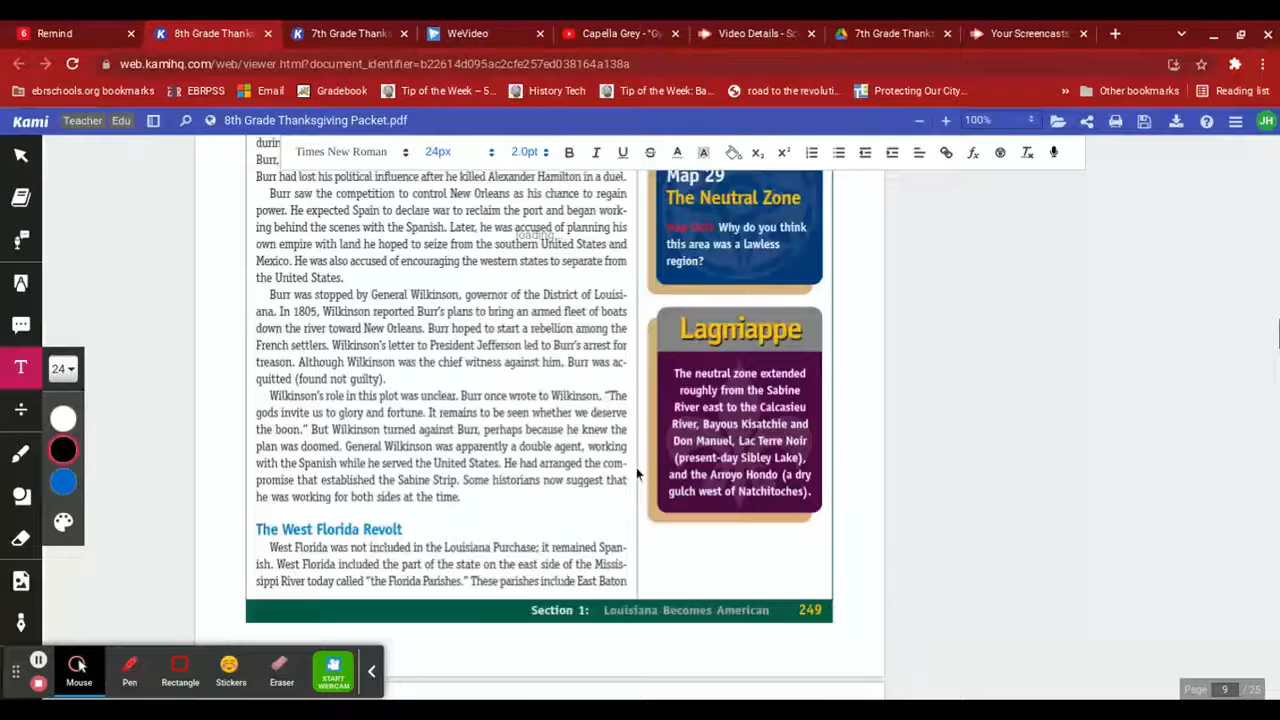 Remind
8th Grade Thanks
7th Grade Thanks
WeVideo
Capella Grey - "Gy
Video Details - Sc
7th Grade Thanks
Your Screencasts
web.kamihq.com/web/viewer.html?document_identifier=b22614d095ac2cfe257ed038164a138a
ebrschools.org bookmarks
EBRPSS
Email
Gradebook
Tip of the Week – 5...
History Tech
Tip of the Week: Ba...
road to the revoluti...
Protecting Our City...
»
Other bookmarks
Reading list
Kami
Teacher
Edu
8th Grade Thanksgiving Packet.pdf
100%
JH
Times New Roman
24px
2.0pt
durin
Burr,
Burr had lost his political influence after he killed Alexander Hamilton in a duel.
Burr saw the competition to control New Orleans as his chance to regain
power. He expected Spain to declare war to reclaim the port and began work-
ing behind the scenes with the Spanish. Later, he was accused of planning his
loading...
own empire with land he hoped to seize from the southern United States and
Mexico. He was also accused of encouraging the western states to separate from
the United States.
Burr was stopped by General Wilkinson, governor of the District of Louisi-
ana. In 1805, Wilkinson reported Burr's plans to bring an armed fleet of boats
down the river toward New Orleans. Burr hoped to start a rebellion among the
French settlers. Wilkinson's letter to President Jefferson led to Burr's arrest for
treason. Although Wilkinson was the chief witness against him, Burr was ac-
quitted (found not guilty).
Wilkinson's role in this plot was unclear. Burr once wrote to Wilkinson, "The
gods invite us to glory and fortune. It remains to be seen whether we deserve
the boon." But Wilkinson turned against Burr, perhaps because he knew the
plan was doomed. General Wilkinson was apparently a double agent, working
with the Spanish while he served the United States. He had arranged the com-
promise that established the Sabine Strip. Some historians now suggest that
he was working for both sides at the time.
The West Florida Revolt
West Florida was not included in the Louisiana Purchase; it remained Span-
ish. West Florida included the part of the state on the east side of the Missis-
sippi River today called "the Florida Parishes." These parishes include East Baton
Map 29
The Neutral Zone
Map Skill: Why do you think
this area was a lawless
region?
Lagniappe
The neutral zone extended
roughly from the Sabine
River east to the Calcasieu
River, Bayous Kisatchie and
Don Manuel, Lac Terre Noir
(present-day Sibley Lake),
and the Arroyo Hondo (a dry
gulch west of Natchitoches).
Section 1: Louisiana Becomes American 249
24
Mouse
Pen
Rectangle
Stickers
Eraser
START
WEBCAM
Page 9 / 25